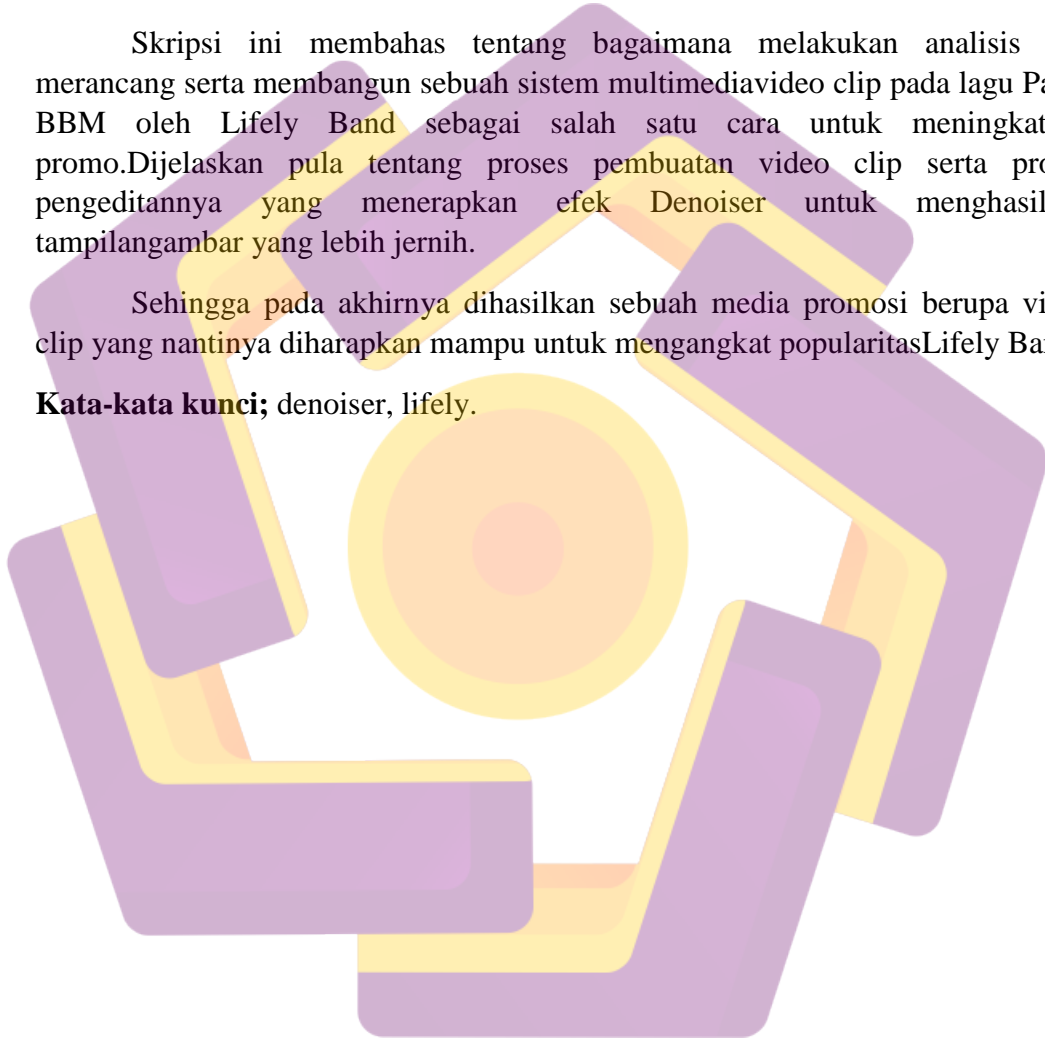 Skripsi ini membahas tentang bagaimana melakukan analisis
merancang serta membangun sebuah sistem multimediavideo clip pada lagu
BBM oleh Lifely Band sebagai salah satu cara untuk
promo.Dijelaskan pula tentang proses pembuatan video clip serta
pengeditannya yang menerapkan efek Denoiser untuk
tampilangambar yang lebih jernih.
Sehingga pada akhirnya dihasilkan sebuah media promosi berupa
clip yang nantinya diharapkan mampu untuk mengangkat popularitasLifely
Kata-kata kunci; denoiser, lifely.